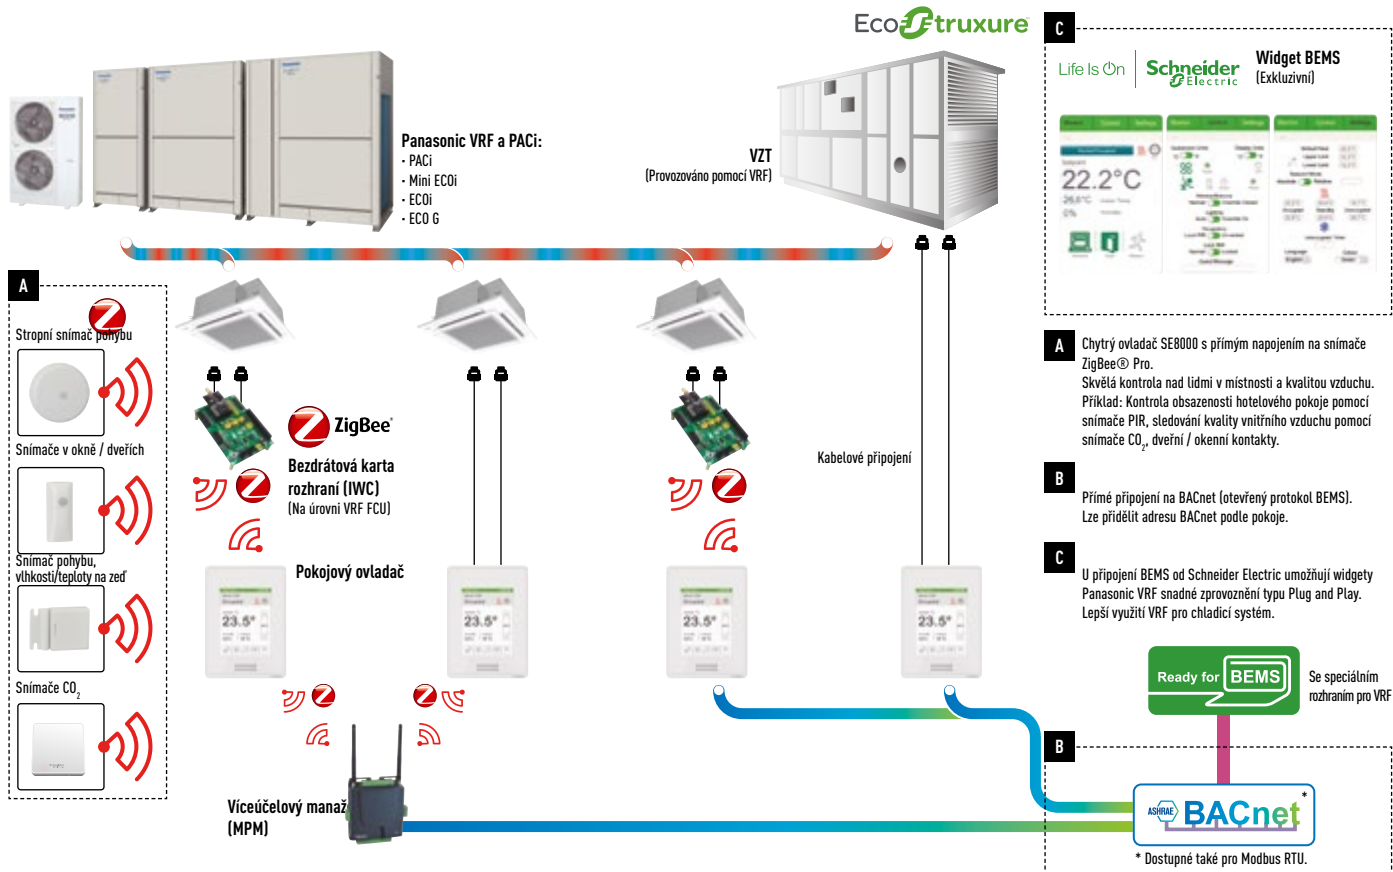 EcoStruxure
Panasonic VRF a PACi:
· PACi
· Mini ECOi
· ECOi
· ECO G
VZT
(Provozováno pomocí VRF)
C
Life Is On
Schneider
Electric
Widget BEMS
(Exkluzivní)
22.2°C
0%
A
Stropní snímač pohybu
Snímače v okně / dveřích
Snímač pohybu,
vlhkosti/teploty na zeď
Snímače CO2
ZigBee®
Bezdrátová karta
rozhraní (IWC)
(Na úrovni VRF FCU)
Pokojový ovladač
Kabelové připojení
23.5°
23.5°
23.5°
23.5°
Víceúčelový manaž
(MPM)
A
Chytrý ovladač SE8000 s přímým napojením na snímače
ZigBee® Pro.
Skvělá kontrola nad lidmi v místnosti a kvalitou vzduchu.
Příklad: Kontrola obsazenosti hotelového pokoje pomocí
snímače PIR, sledování kvality vnitřního vzduchu pomocí
snímače CO2, dveřní / okenní kontakty.
B
Přímé připojení na BACnet (otevřený protokol BEMS).
Lze přidělit adresu BACnet podle pokoje.
C
U připojení BEMS od Schneider Electric umožňují widgety
Panasonic VRF snadné zprovoznění typu Plug and Play.
Lepší využití VRF pro chladicí systém.
Ready for BEMS
Se speciálním
rozhraním pro VRF
B
ASHRAE BACnet *
* Dostupné také pro Modbus RTU.